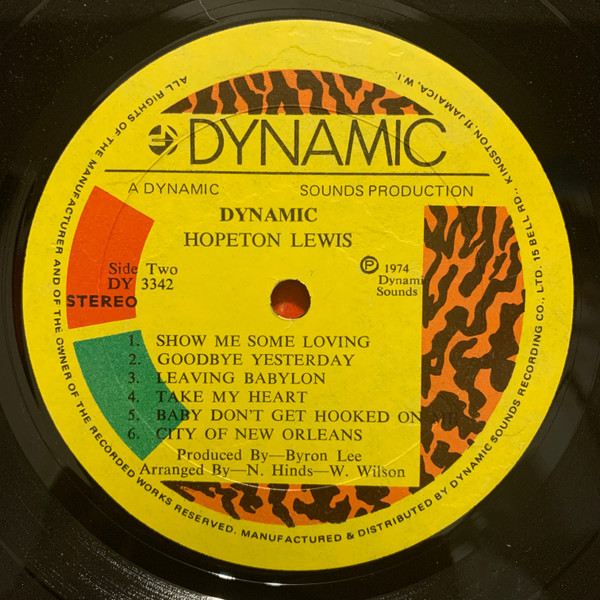 DYNAMIC
A DYNAMIC SOUNDS PRODUCTION
DYNAMIC
HOPETON LEWIS
Side Two
DY 3342
STEREO
Ⓟ 1974
Dynami
Sounds
1. SHOW ME SOME LOVING
2. GOODBYE YESTERDAY
3. LEAVING BABYLON
4. TAKE MY HEART
5. BABY DON'T GET HOOKED ON ME
6. CITY OF NEW ORLEANS
Produced By—Byron Lee
Arranged By—N. Hinds—W. Wilson
ALL RIGHTS OF THE MANUFACTURER AND OF THE OWNER OF THE RECORDED WORKS RESERVED. MANUFACTURED & DISTRIBUTED BY DYNAMIC SOUNDS RECORDING CO., LTD. 15 BELL RD., KINGSTON 11 JAMAICA, W.I.